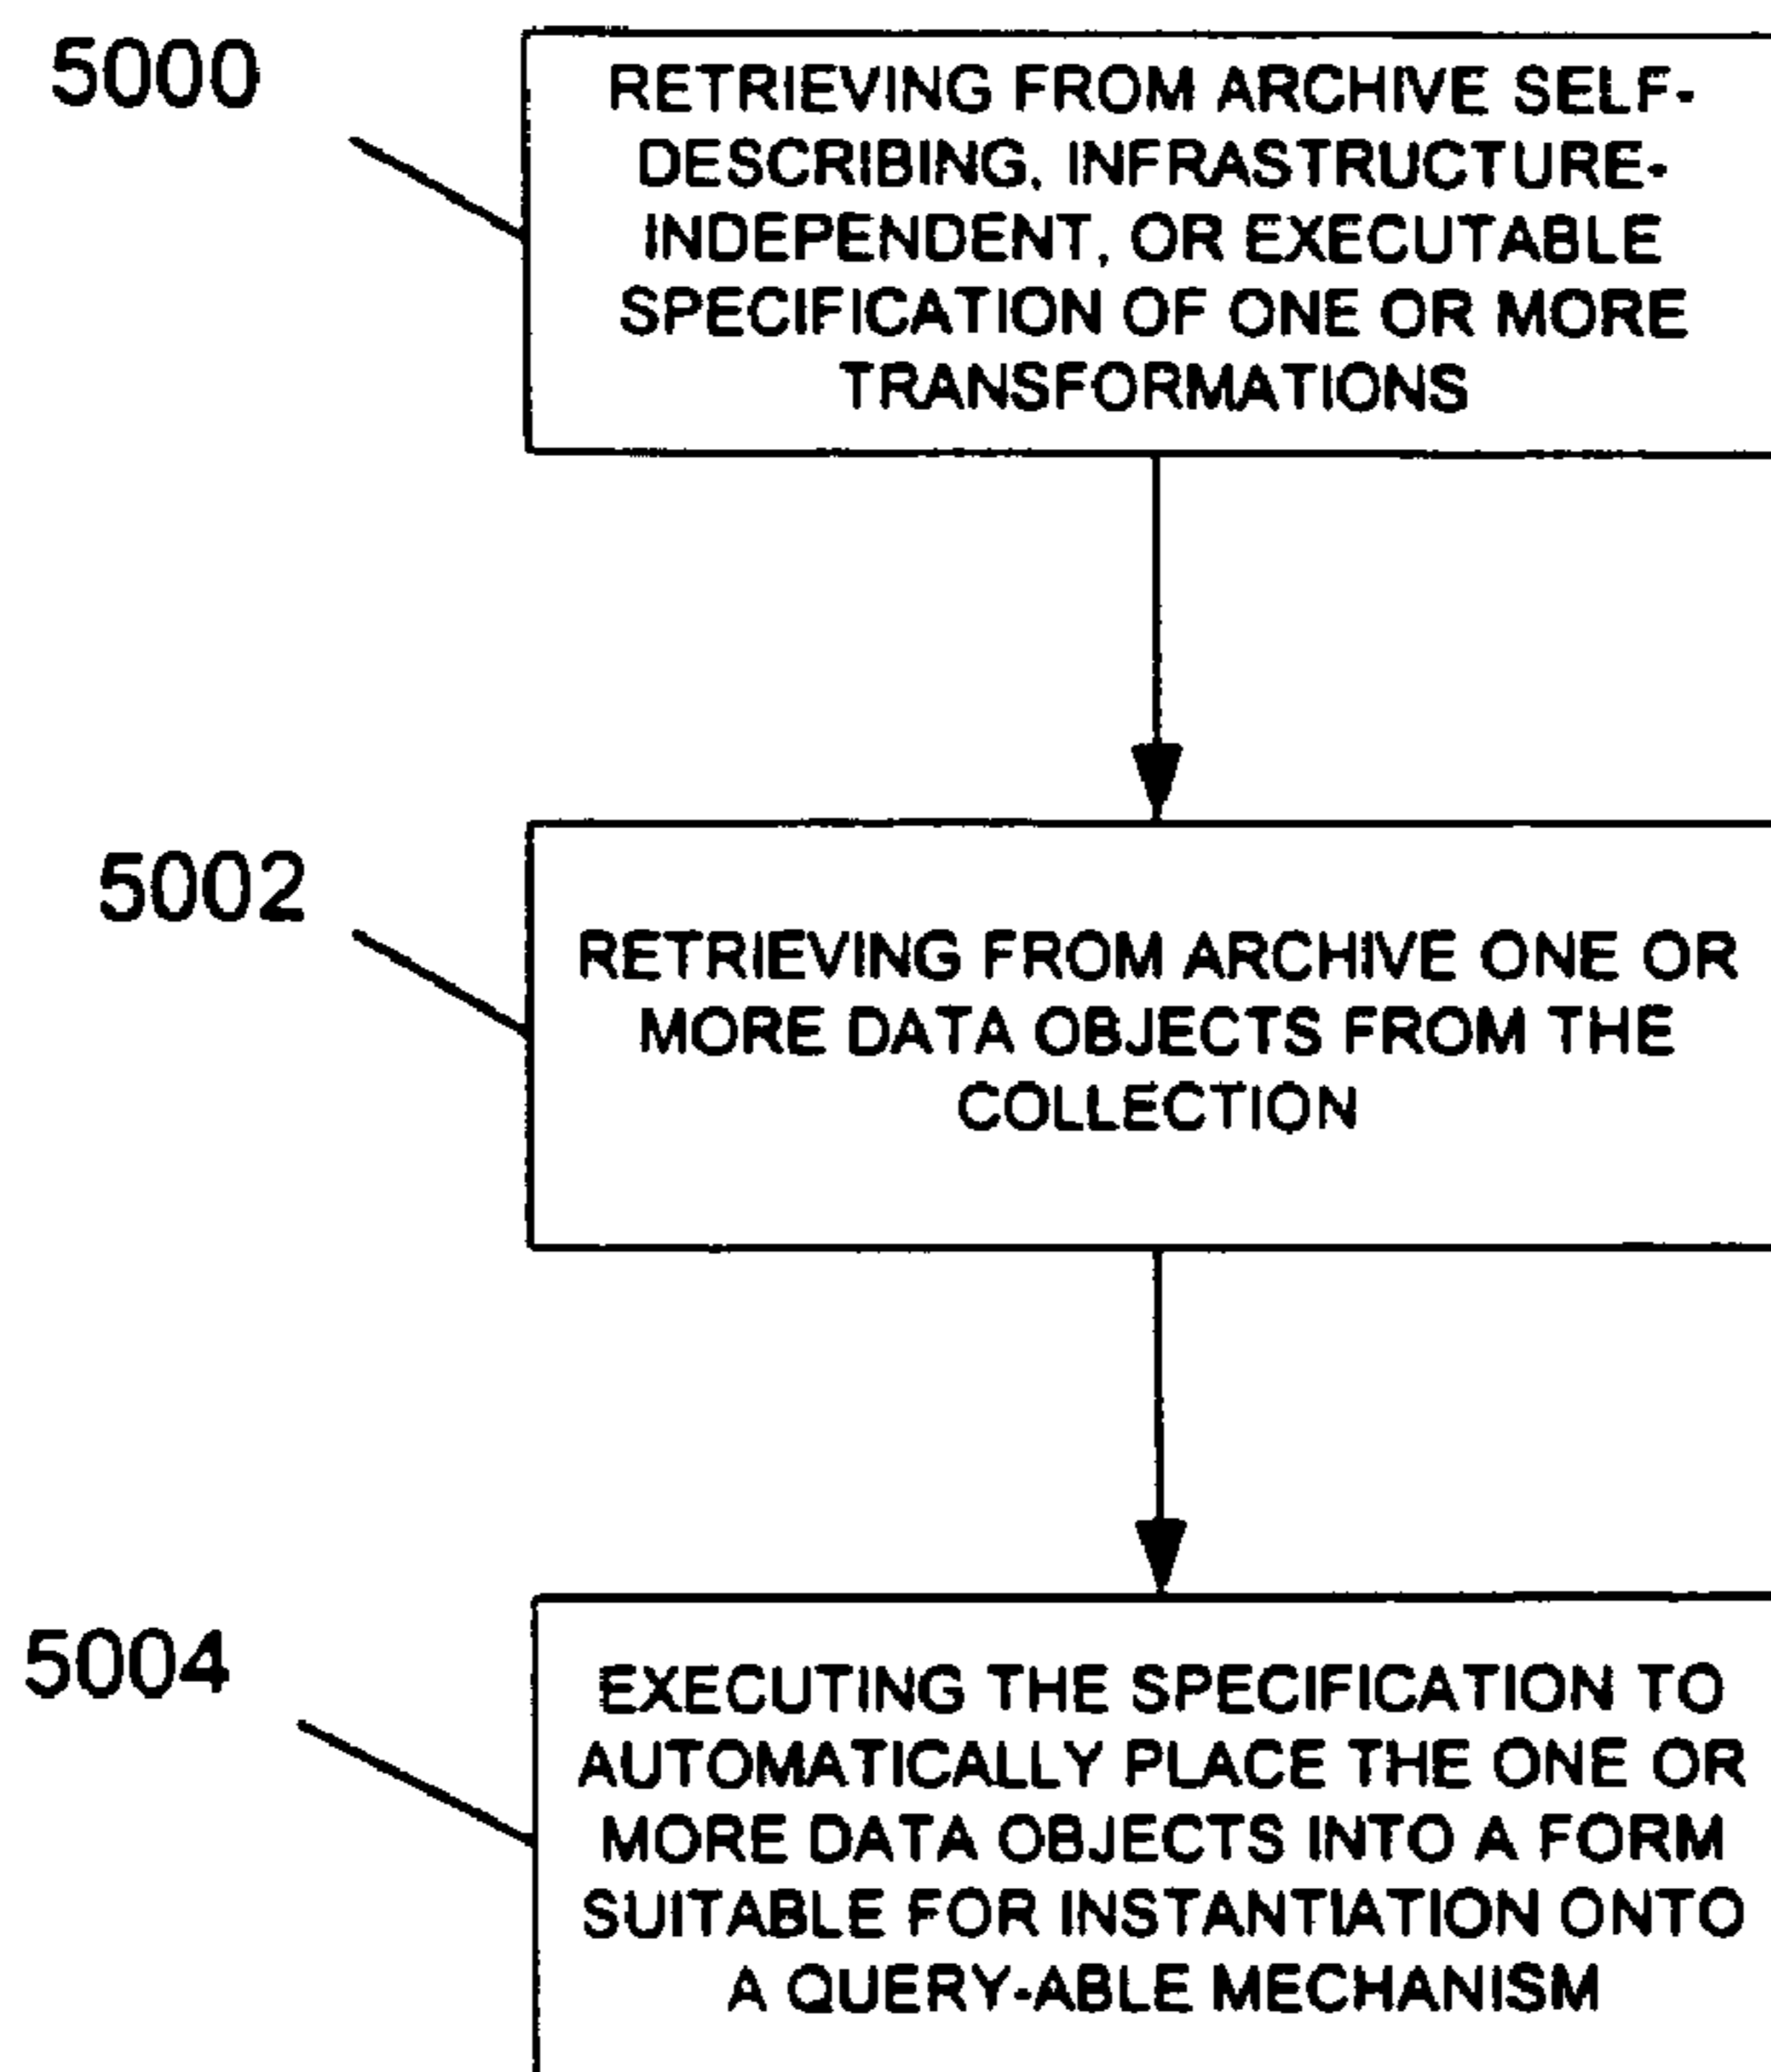 5000
RETRIEVING FROM ARCHIVE SELF-
DESCRIBING, INFRASTRUCTURE-
INDEPENDENT, OR EXECUTABLE
SPECIFICATION OF ONE OR MORE
TRANSFORMATIONS
5002
RETRIEVING FROM ARCHIVE ONE OR
MORE DATA OBJECTS FROM THE
COLLECTION
5004
EXECUTING THE SPECIFICATION TO
AUTOMATICALLY PLACE THE ONE OR
MORE DATA OBJECTS INTO A FORM
SUITABLE FOR INSTANTIATION ONTO
A QUERY-ABLE MECHANISM